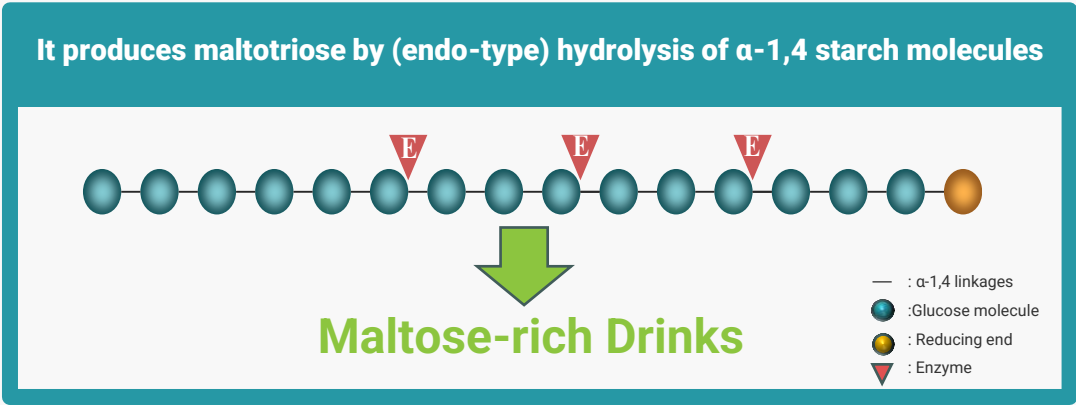 It produces maltotriose by (endo-type) hydrolysis of α-1,4 starch molecules
E E E
Maltose-rich Drinks
: α-1,4 linkages
:Glucose molecule
: Reducing end
: Enzyme